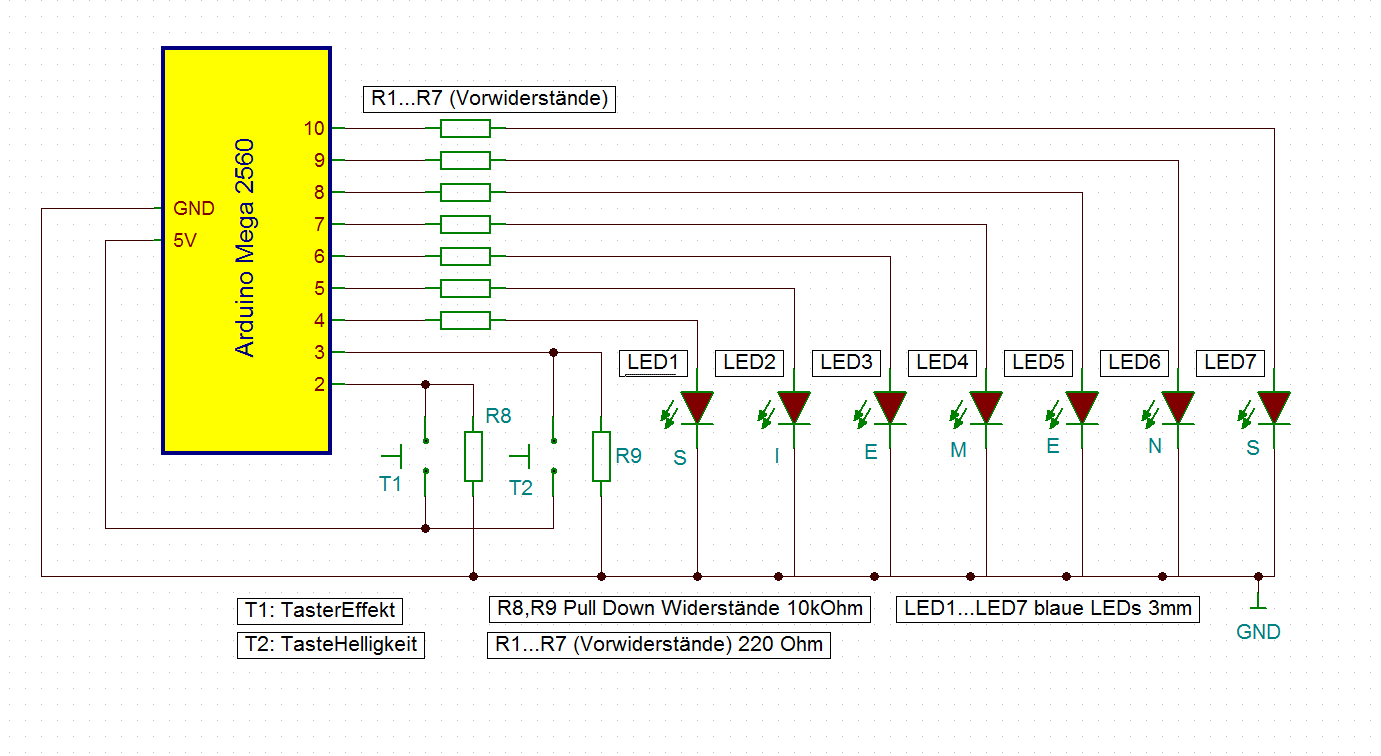 R1...R7 (Vorwiderstände)
Arduino Mega 2560
GND
5V
10
9
8
7
6
5
4
3
2
LED1
LED2
LED3
LED4
LED5
LED6
LED7
R8
R9
T1
T2
S
I
E
M
E
N
S
T1: TasterEffekt
R8,R9 Pull Down Widerstände 10kOhm
LED1...LED7 blaue LEDs 3mm
T2: TasteHelligkeit
R1...R7 (Vorwiderstände) 220 Ohm
GND